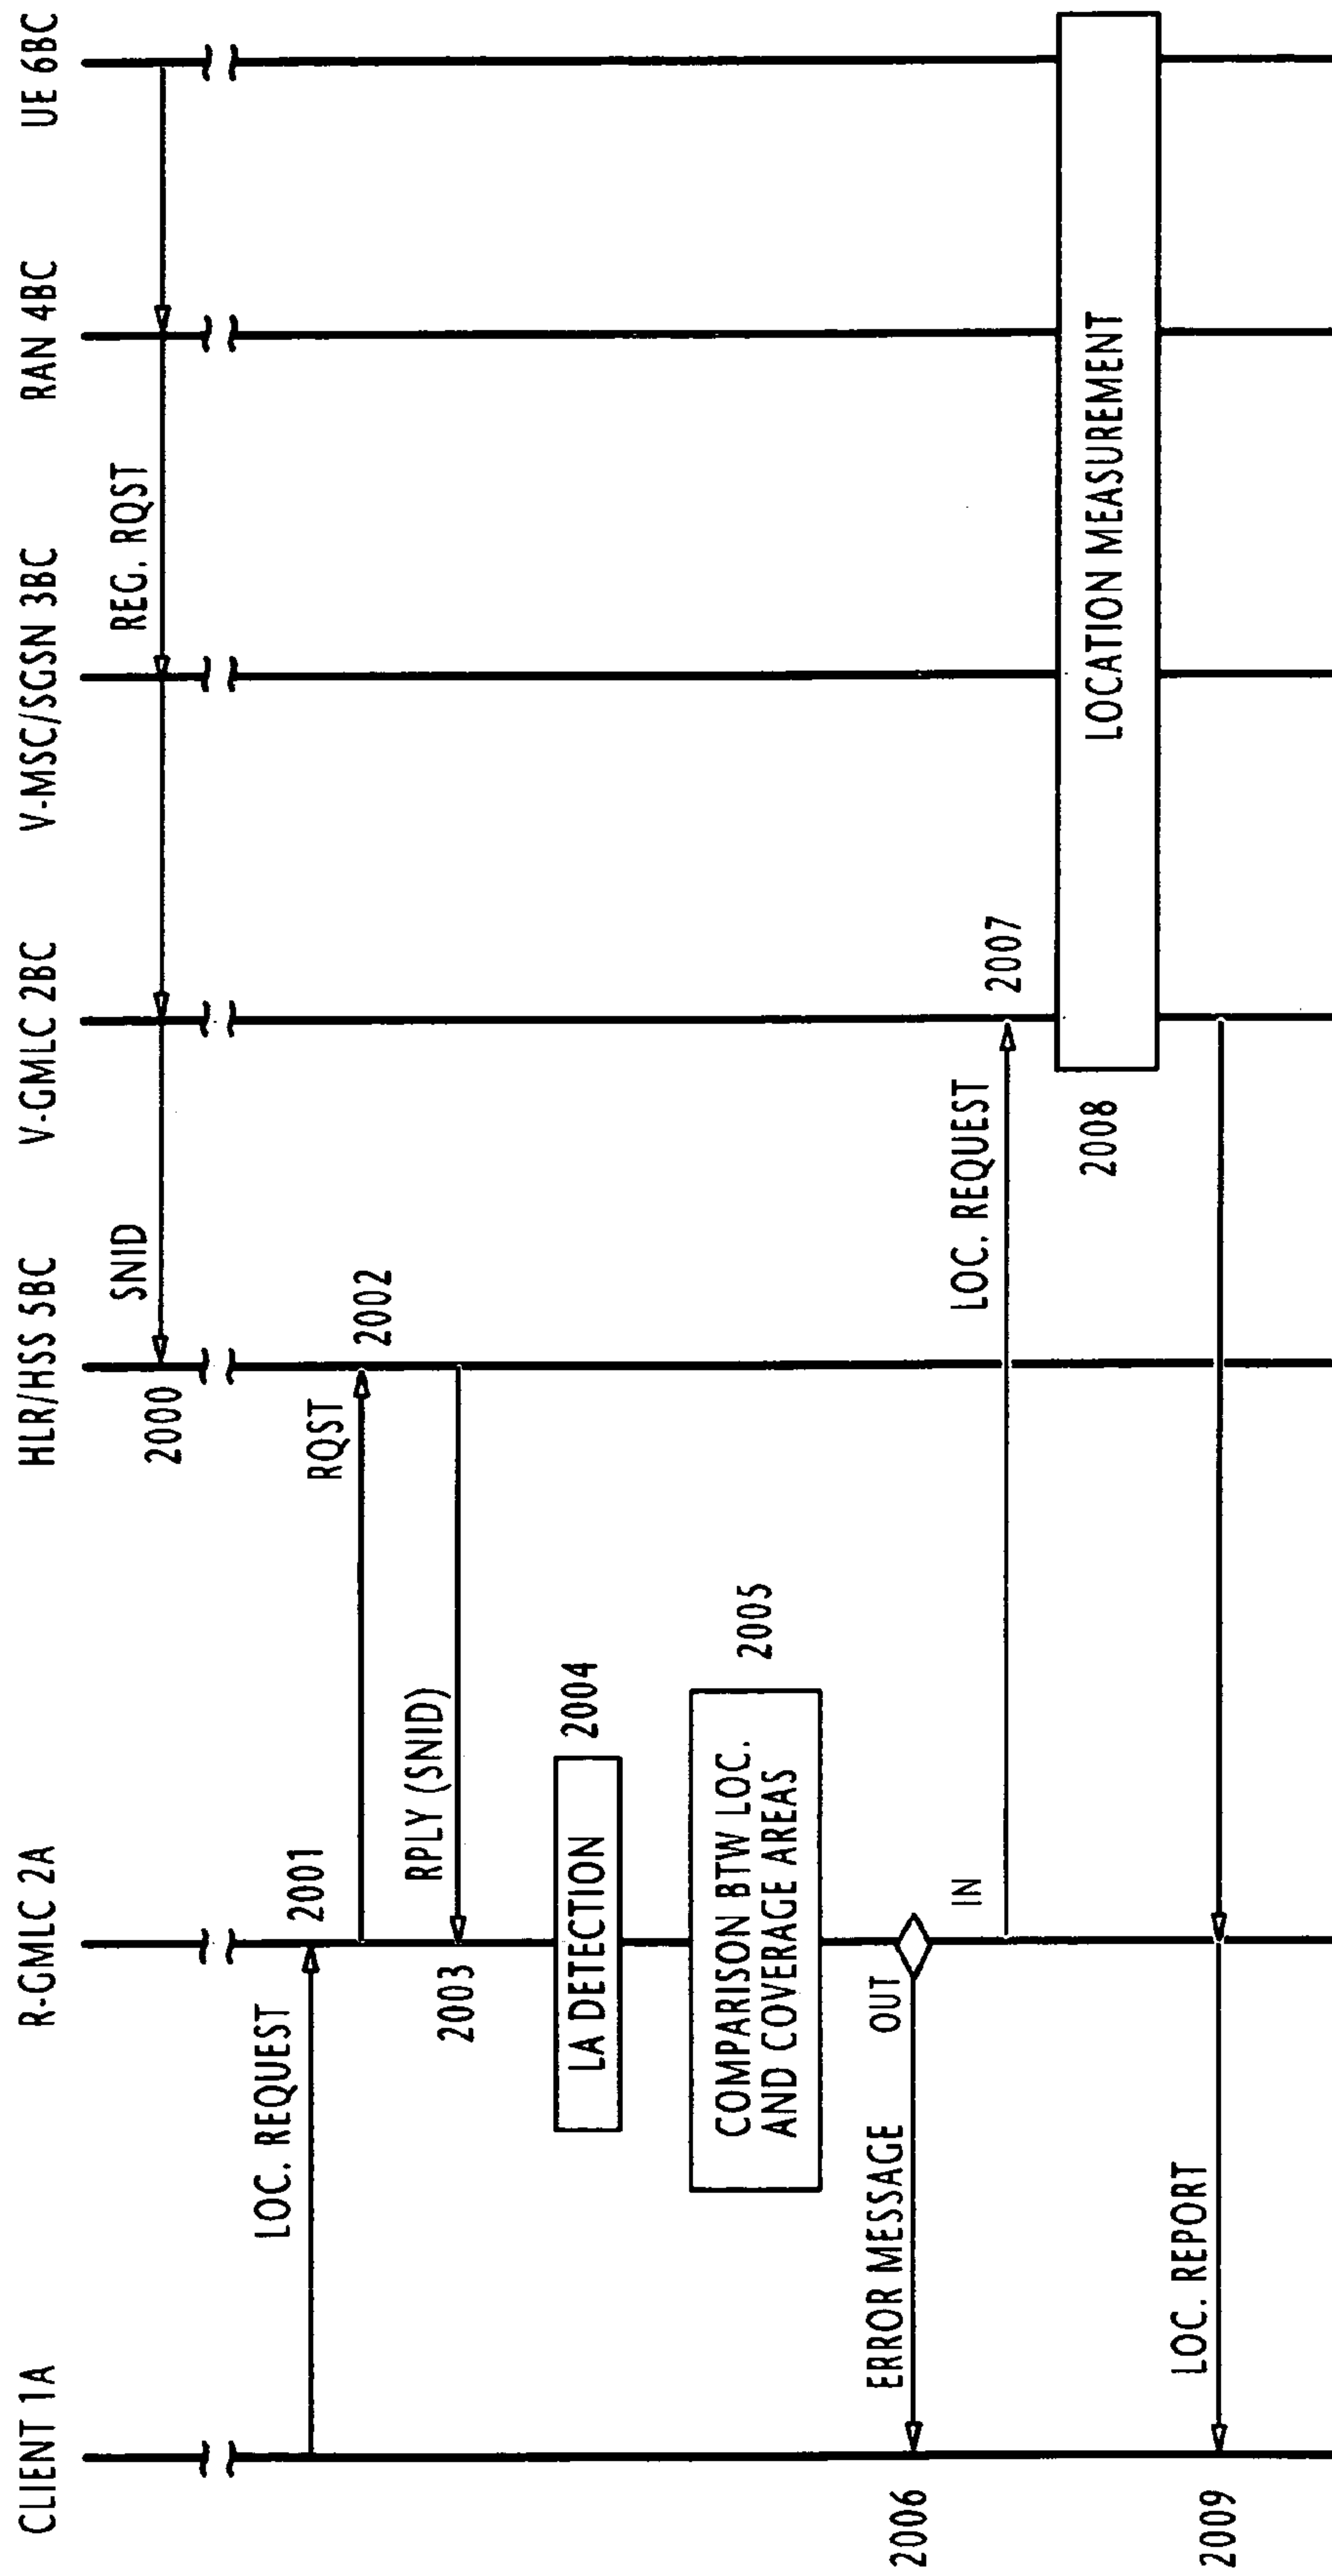 CLIENT 1A
R-GMLC 2A
HLR/HSS 5BC
V-GMLC 2BC
V-MSC/SGSN 3BC
RAN 4BC
UE 6BC
SNID
REG. RQST
2000
LOC. REQUEST
2001
RQST
2002
RPLY (SNID)
2003
LA DETECTION
2004
COMPARISON BTW LOC.
AND COVERAGE AREAS
2005
ERROR MESSAGE
OUT
IN
2006
LOC. REQUEST
2007
LOCATION MEASUREMENT
2008
LOC. REPORT
2009